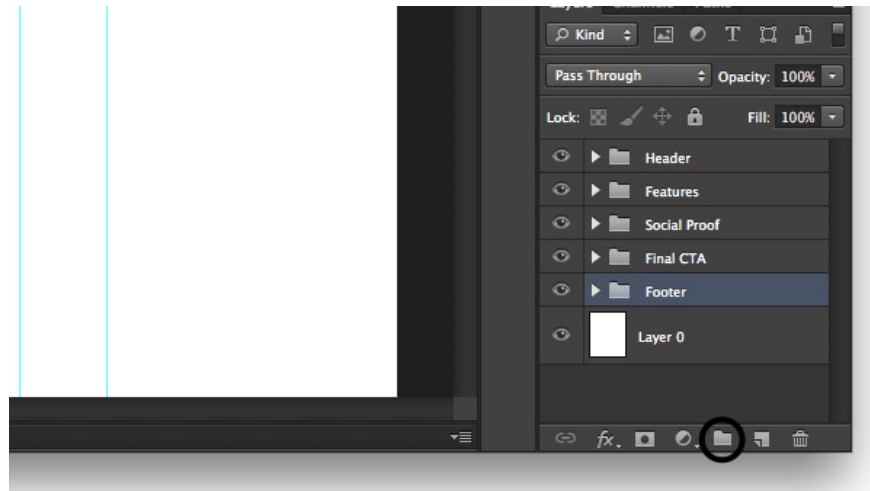 Kind T
Pass Through Opacity: 100%
Lock: Fill: 100%
Header
Features
Social Proof
Final CTA
Footer
Layer 0
fx.